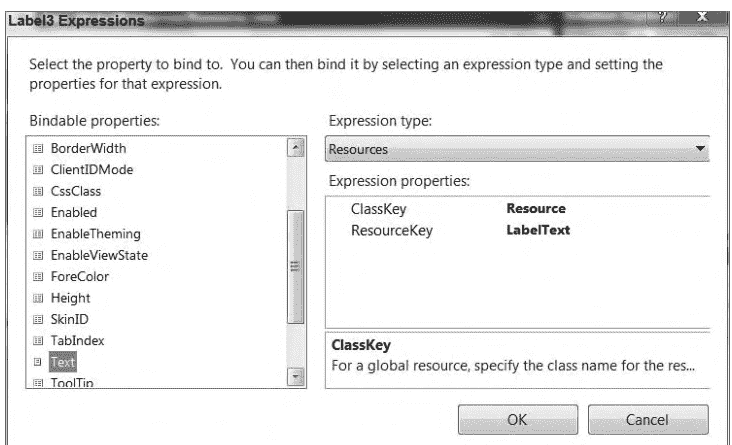 Label3 Expressions
? X
Select the property to bind to. You can then bind it by selecting an expression type and setting the
properties for that expression.
Bindable properties:
BorderWidth
ClientIDMode
CssClass
Enabled
EnableTheming
EnableViewState
ForeColor
Height
SkinID
TabIndex
Text
ToolTip
Expression type:
Resources
Expression properties:
ClassKey Resource
ResourceKey LabelText
ClassKey
For a global resource, specify the class name for the res...
OK Cancel